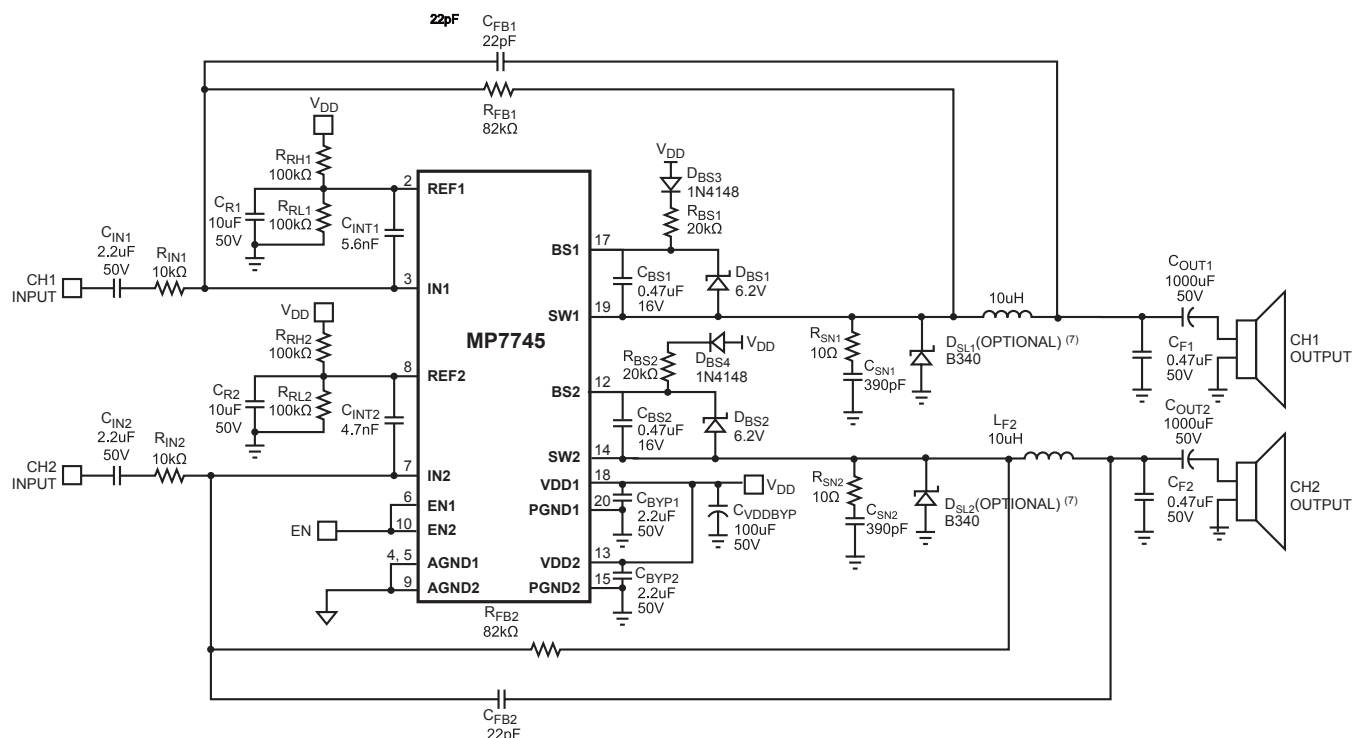 22pF
CFB1
22pF
RFB1
82kΩ
VDD
RRH1
100kΩ
CR1
10uF
50V
RRL1
100kΩ
CINT1
5.6nF
CIN1
2.2uF
50V
RIN1
10kΩ
CH1
INPUT
VDD
RRH2
100kΩ
CR2
10uF
50V
RRL2
100kΩ
CINT2
4.7nF
CIN2
2.2uF
50V
RIN2
10kΩ
CH2
INPUT
EN
2
3
8
7
6
10
4, 5
9
REF1
IN1
REF2
IN2
EN1
EN2
AGND1
AGND2
MP7745
BS1
SW1
BS2
SW2
VDD1
PGND1
VDD2
PGND2
17
19
12
14
18
20
13
15
VDD
DBS3
1N4148
RBS1
20kΩ
CBS1
0.47uF
16V
DBS1
6.2V
RBS2
20kΩ
DBS4
1N4148
VDD
CBS2
0.47uF
16V
DBS2
6.2V
CBYP1
2.2uF
50V
CVDDBYP
100uF
50V
VDD
CBYP2
2.2uF
50V
RSN1
10Ω
CSN1
390pF
DSL1(OPTIONAL) (7)
B340
10uH
COUT1
1000uF
50V
CF1
0.47uF
50V
CH1
OUTPUT
RSN2
10Ω
CSN2
390pF
DSL2(OPTIONAL) (7)
B340
LF2
10uH
COUT2
1000uF
50V
CF2
0.47uF
50V
CH2
OUTPUT
RFB2
82kΩ
CFB2
22pF